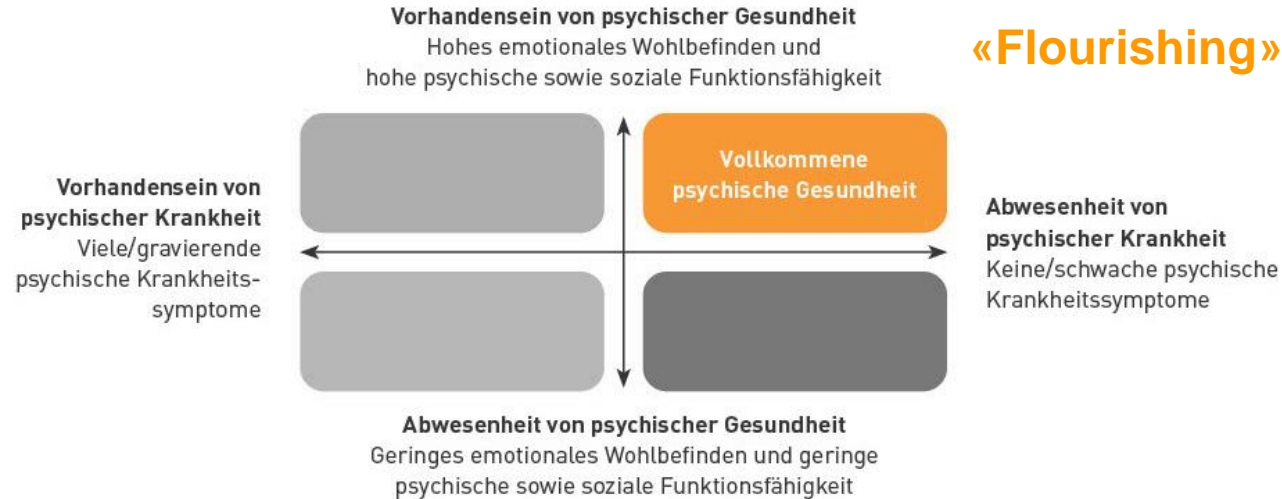 Vorhandensein von psychischer Gesundheit
Hohes emotionales Wohlbefinden und
hohe psychische sowie soziale Funktionsfähigkeit
«Flourishing»
Vorhandensein von
psychischer Krankheit
Viele/gravierende
psychische Krankheits-
symptome
Vollkommene
psychische Gesundheit
Abwesenheit von
psychischer Krankheit
Keine/schwache psychische
Krankheitssymptome
Abwesenheit von psychischer Gesundheit
Geringes emotionales Wohlbefinden und geringe
psychische sowie soziale Funktionsfähigkeit